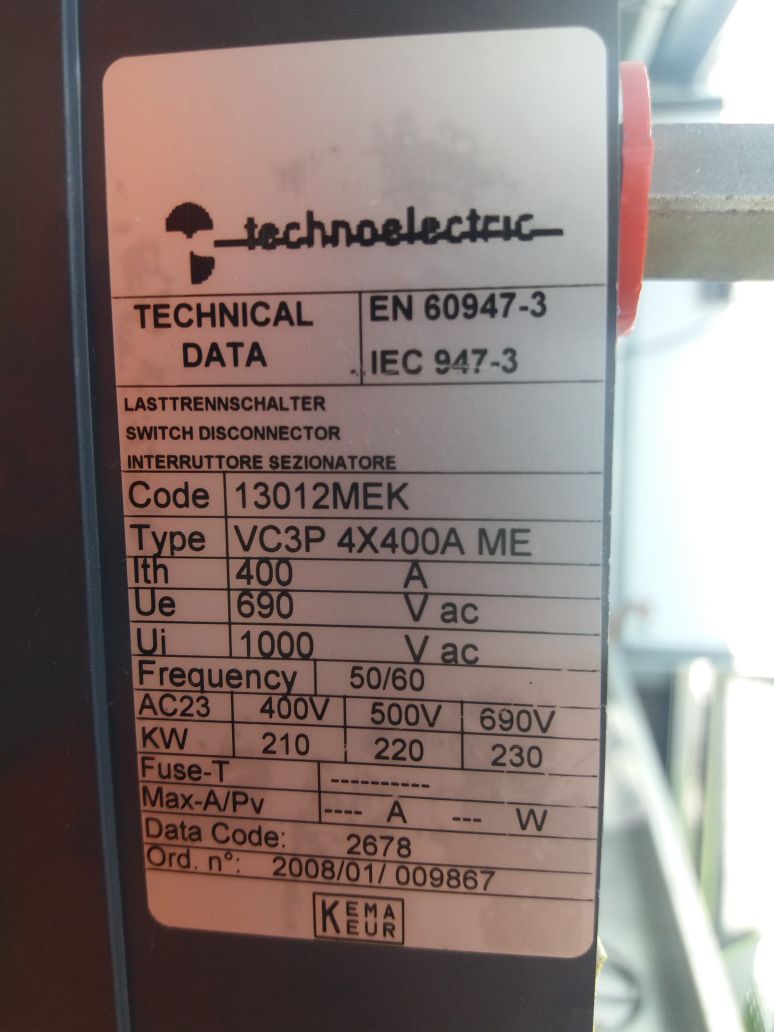 technoelectric
TECHNICAL DATA
EN 60947-3
IEC 947-3
LASTTRENNSCHALTER
SWITCH DISCONNECTOR
INTERRUTTORE SEZIONATORE
Code 13012MEK
Type VC3P 4X400A ME
Ith 400 A
Ue 690 V ac
Ui 1000 V ac
Frequency 50/60
AC23 400V 500V 690V
KW 210 220 230
Fuse-T ----------
Max-A/Pv ---- A --- W
Data Code: 2678
Ord. n°: 2008/01/ 009867
KEMA
KEUR